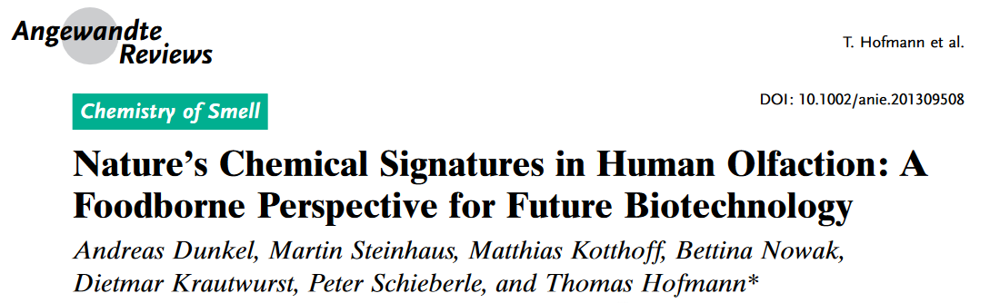 Angewandte
Reviews
T. Hofmann et al.
Chemistry of Smell
DOI: 10.1002/anie.201309508
Nature's Chemical Signatures in Human Olfaction: A
Foodborne Perspective for Future Biotechnology
Andreas Dunkel, Martin Steinhaus, Matthias Kotthoff, Bettina Nowak,
Dietmar Krautwurst, Peter Schieberle, and Thomas Hofmann*